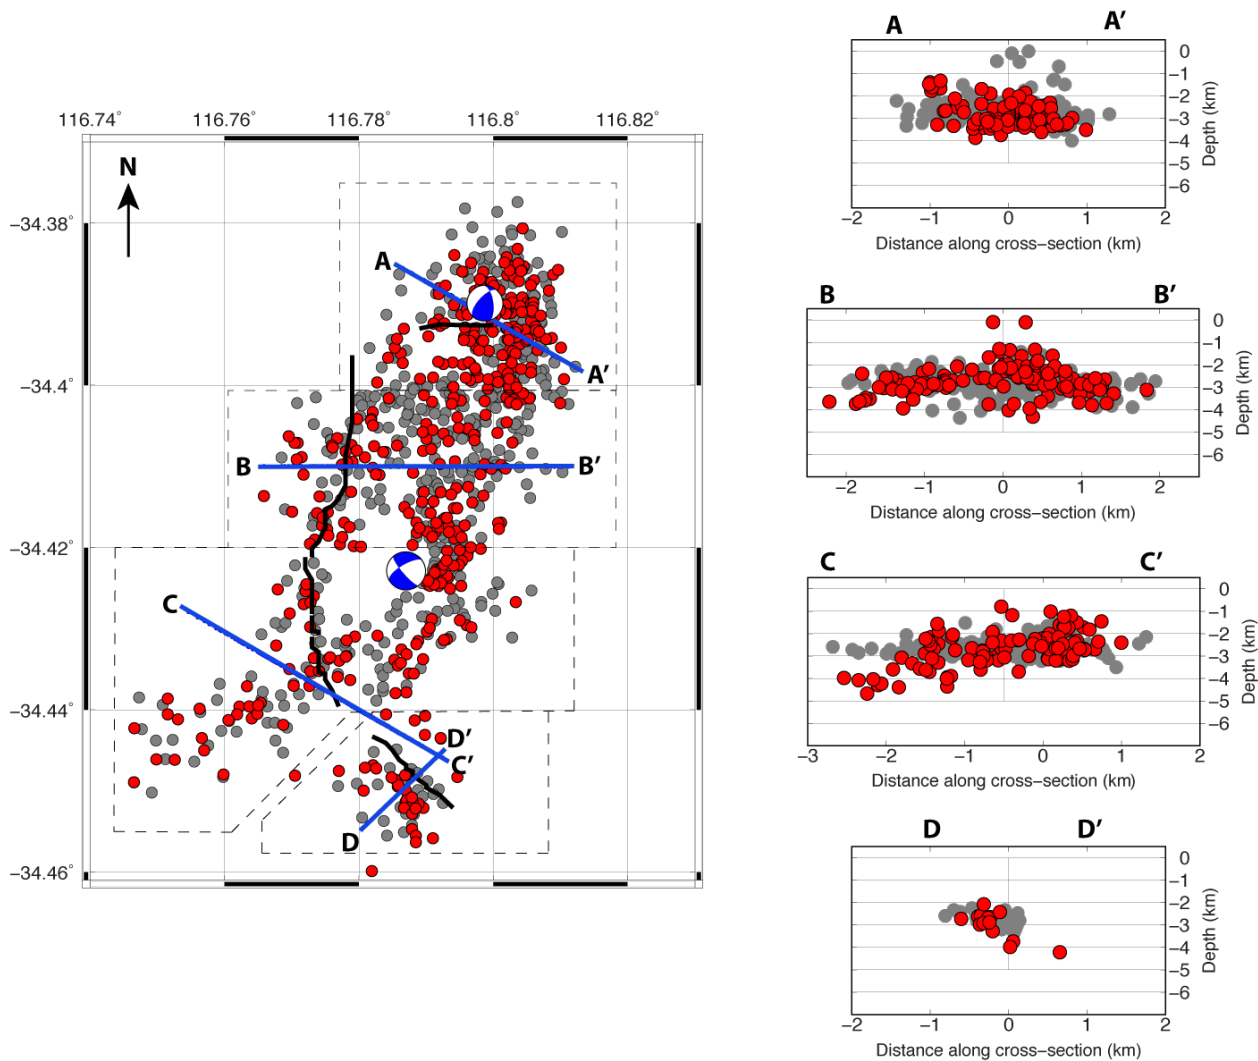 116.74° 116.76° 116.78° 116.8° 116.82°
N
−34.38°
−34.4°
−34.42°
−34.44°
−34.46°
A
A’
B B’
C
D’
C’
D
A A’
0
−1
−2
−3
−4
−5
−6
Depth (km)
−2 −1 0 1 2
Distance along cross−section (km)
B B’
0
−1
−2
−3
−4
−5
−6
Depth (km)
−2 −1 0 1 2
Distance along cross−section (km)
C C’
0
−1
−2
−3
−4
−5
−6
Depth (km)
−3 −2 −1 0 1
Distance along cross−section (km)
D D’
0
−1
−2
−3
−4
−5
−6
Depth (km)
−2 −1 0 1 2
Distance along cross−section (km)